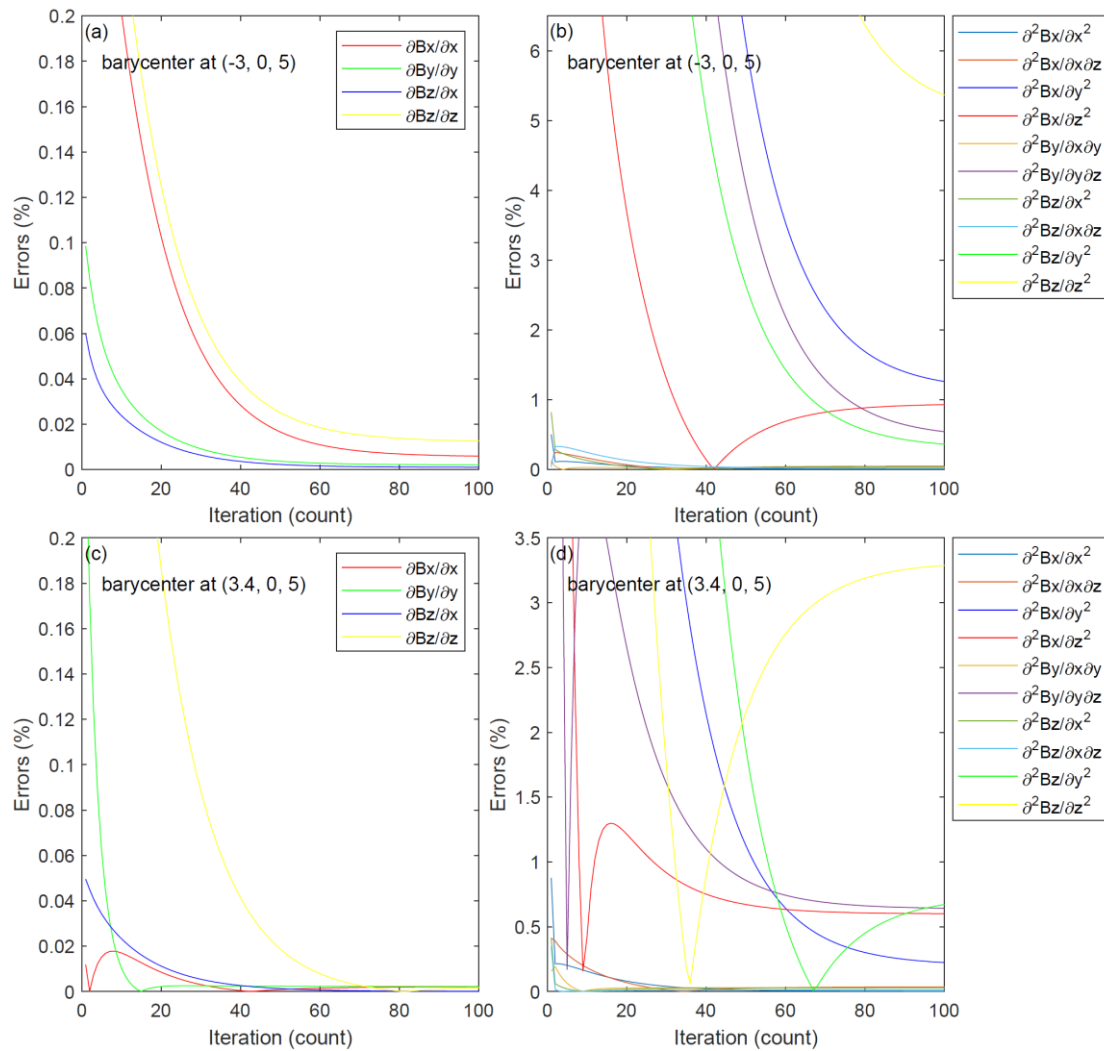 (a)
barycenter at (-3, 0, 5)
∂Bx/∂x
∂By/∂y
∂Bz/∂x
∂Bz/∂z
0.2
0.18
0.16
0.14
0.12
0.1
0.08
0.06
0.04
0.02
0
Errors (%)
0 20 40 60 80 100
Iteration (count)
(b)
barycenter at (-3, 0, 5)
∂²Bx/∂x²
∂²Bx/∂x∂z
∂²Bx/∂y²
∂²Bx/∂z²
∂²By/∂x∂y
∂²By/∂y∂z
∂²Bz/∂x²
∂²Bz/∂x∂z
∂²Bz/∂y²
∂²Bz/∂z²
6
5
4
3
2
1
0
Errors (%)
0 20 40 60 80 100
Iteration (count)
(c)
barycenter at (3.4, 0, 5)
∂Bx/∂x
∂By/∂y
∂Bz/∂x
∂Bz/∂z
0.2
0.18
0.16
0.14
0.12
0.1
0.08
0.06
0.04
0.02
0
Errors (%)
0 20 40 60 80 100
Iteration (count)
(d)
barycenter at (3.4, 0, 5)
∂²Bx/∂x²
∂²Bx/∂x∂z
∂²Bx/∂y²
∂²Bx/∂z²
∂²By/∂x∂y
∂²By/∂y∂z
∂²Bz/∂x²
∂²Bz/∂x∂z
∂²Bz/∂y²
∂²Bz/∂z²
3.5
3
2.5
2
1.5
1
0.5
0
Errors (%)
0 20 40 60 80 100
Iteration (count)